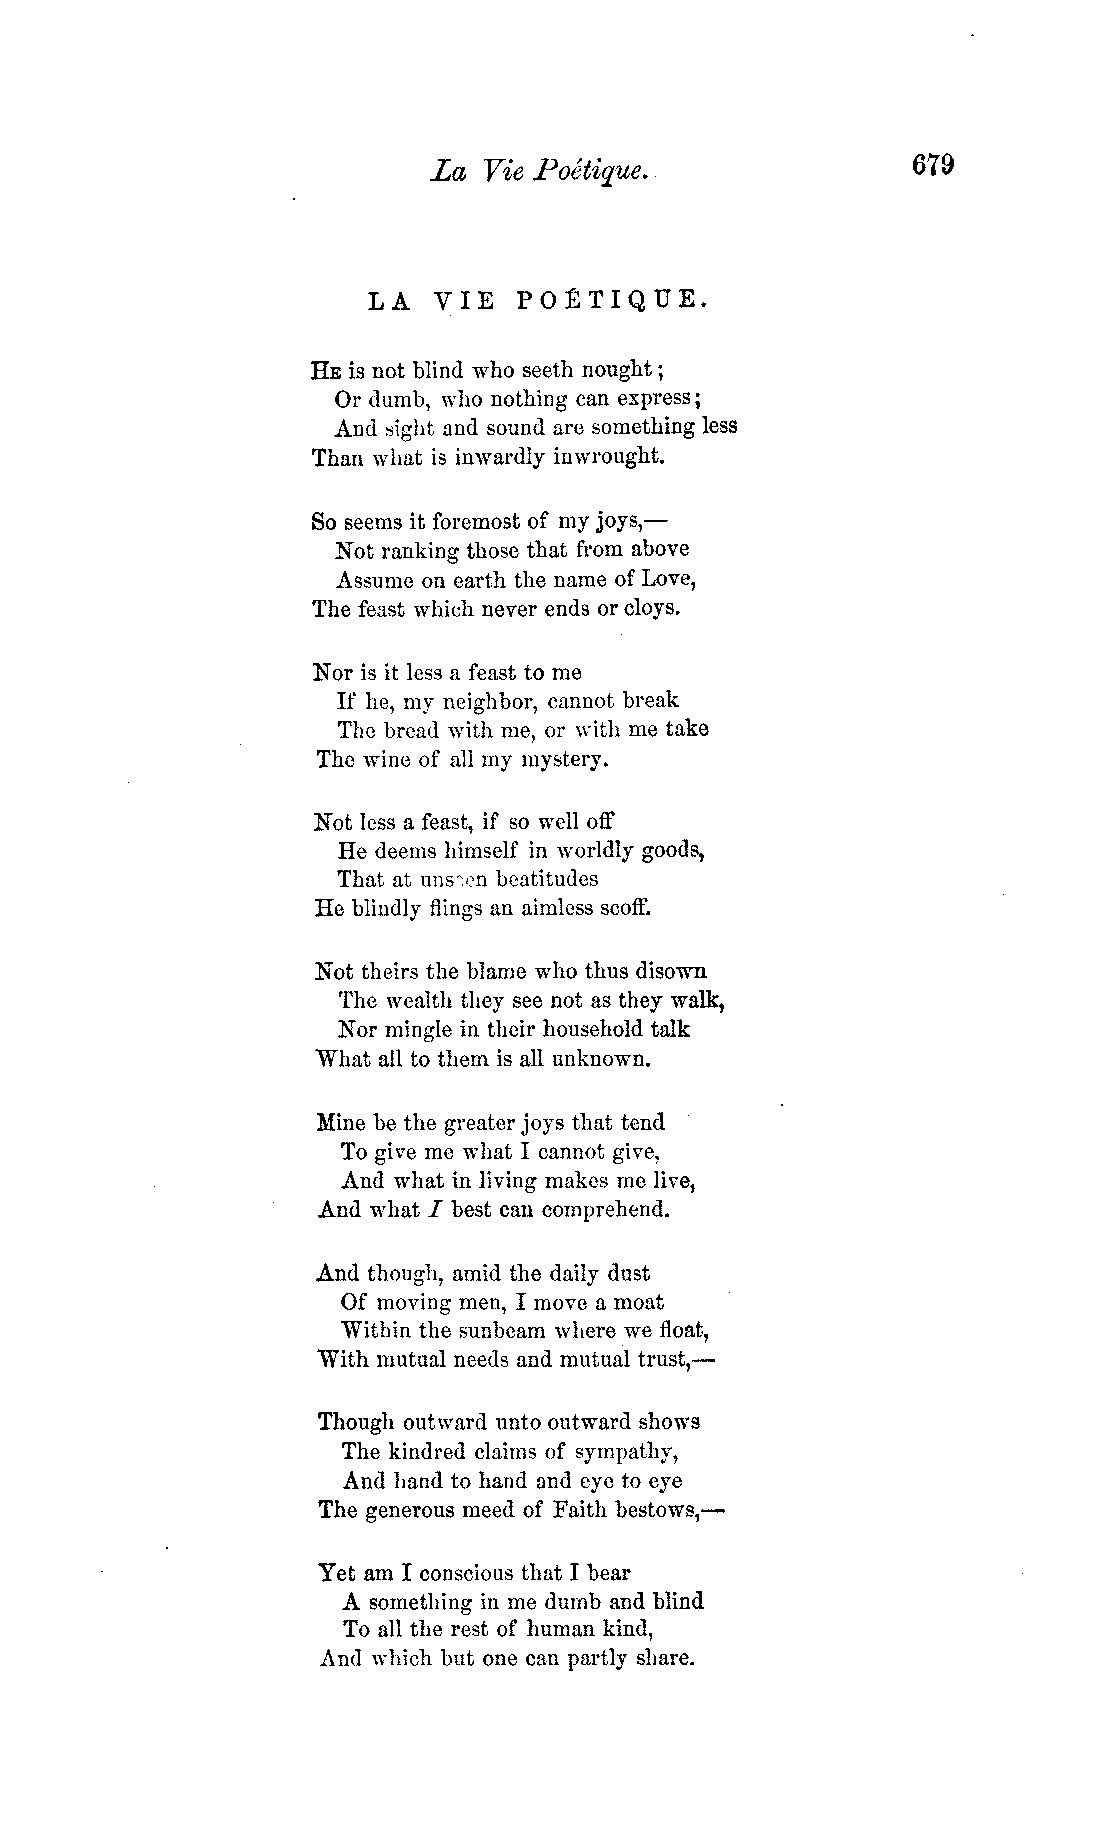 La Vie Poétique.
679
LA VIE POÉTIQUE.
HE is not blind who seeth nought;
Or dumb, who nothing can express;
And sight and sound are something less
Than what is inwardly inwrought.
So seems it foremost of my joys,—
Not ranking those that from above
Assume on earth the name of Love,
The feast which never ends or cloys.
Nor is it less a feast to me
If he, my neighbor, cannot break
The bread with me, or with me take
The wine of all my mystery.
Not less a feast, if so well off
He deems himself in worldly goods,
That at unseen beatitudes
He blindly flings an aimless scoff.
Not theirs the blame who thus disown
The wealth they see not as they walk,
Nor mingle in their household talk
What all to them is all unknown.
Mine be the greater joys that tend
To give me what I cannot give,
And what in living makes me live,
And what I best can comprehend.
And though, amid the daily dust
Of moving men, I move a moat
Within the sunbeam where we float,
With mutual needs and mutual trust,—
Though outward unto outward shows
The kindred claims of sympathy,
And hand to hand and eye to eye
The generous meed of Faith bestows,—
Yet am I conscious that I bear
A something in me dumb and blind
To all the rest of human kind,
And which but one can partly share.